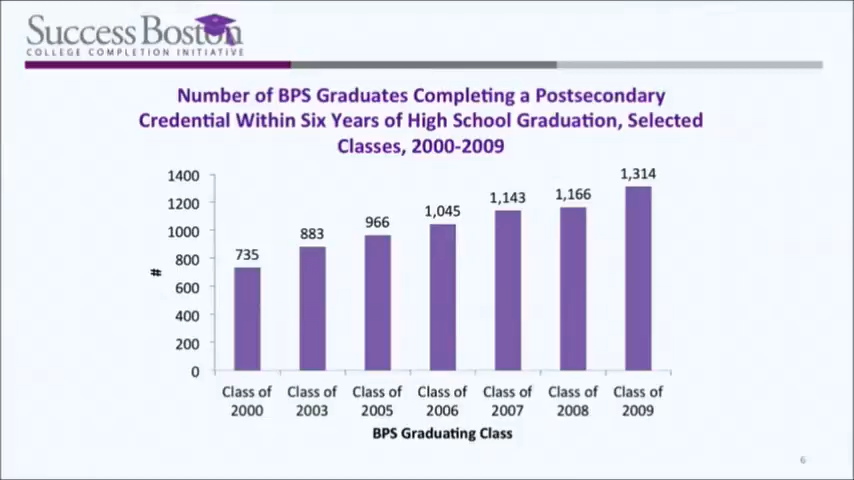 Success Boston
COLLEGE COMPLETION INITIATIVE
Number of BPS Graduates Completing a Postsecondary
Credential Within Six Years of High School Graduation, Selected
Classes, 2000-2009
1400
1200
1000
800
600
400
200
0
#
735
883
966
1,045
1,143
1,166
1,314
Class of 2000
Class of 2003
Class of 2005
Class of 2006
Class of 2007
Class of 2008
Class of 2009
BPS Graduating Class
6